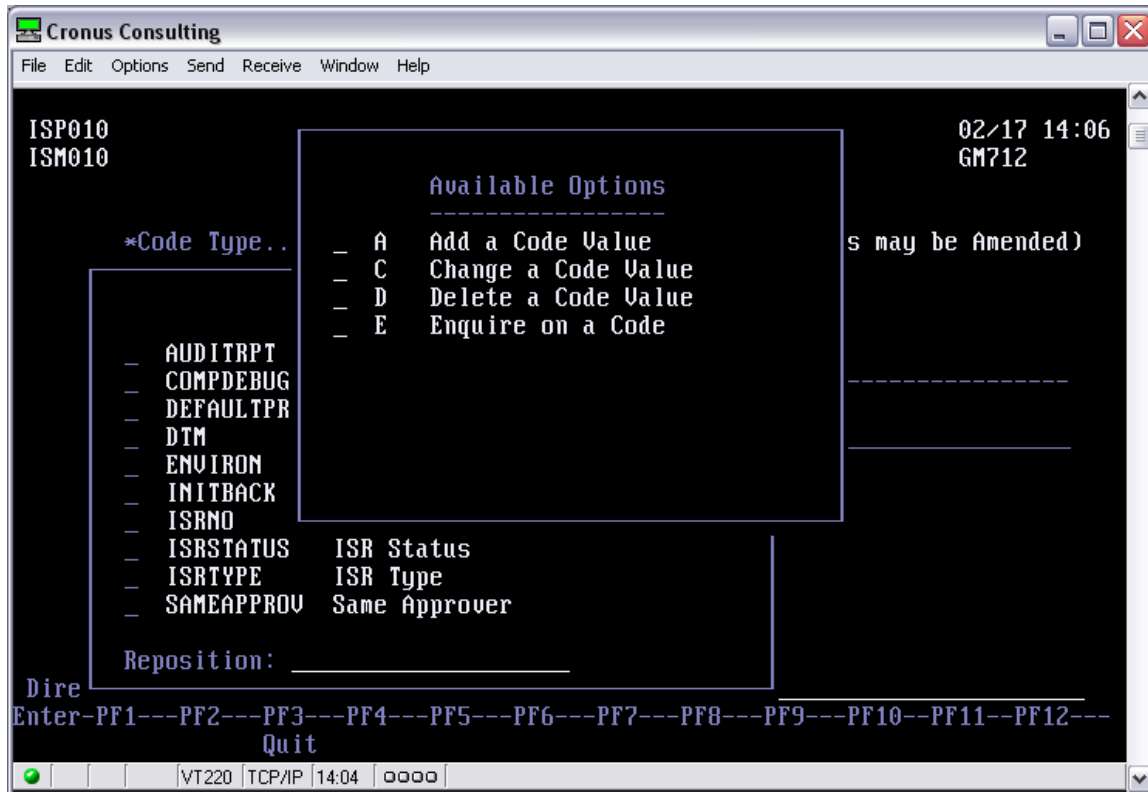 Cronus Consulting
File Edit Options Send Receive Window Help
ISP010 02/17 14:06
ISM010 GM712
Available Options
-----------------
*Code Type.. _ A Add a Code Value s may be Amended)
_ C Change a Code Value
_ D Delete a Code Value
_ E Enquire on a Code
_ AUDITRPT
_ COMPDEBUG
_ DEFAULTPR
_ DTM
_ ENVIRON
_ INITBACK
_ ISRNO
_ ISRSTATUS ISR Status
_ ISRTYPE ISR Type
_ SAMEAPPROV Same Approver
Reposition: ____________________
Dire
Enter-PF1---PF2---PF3---PF4---PF5---PF6---PF7---PF8---PF9---PF10--PF11--PF12---
Quit
VT220 TCP/IP 14:04